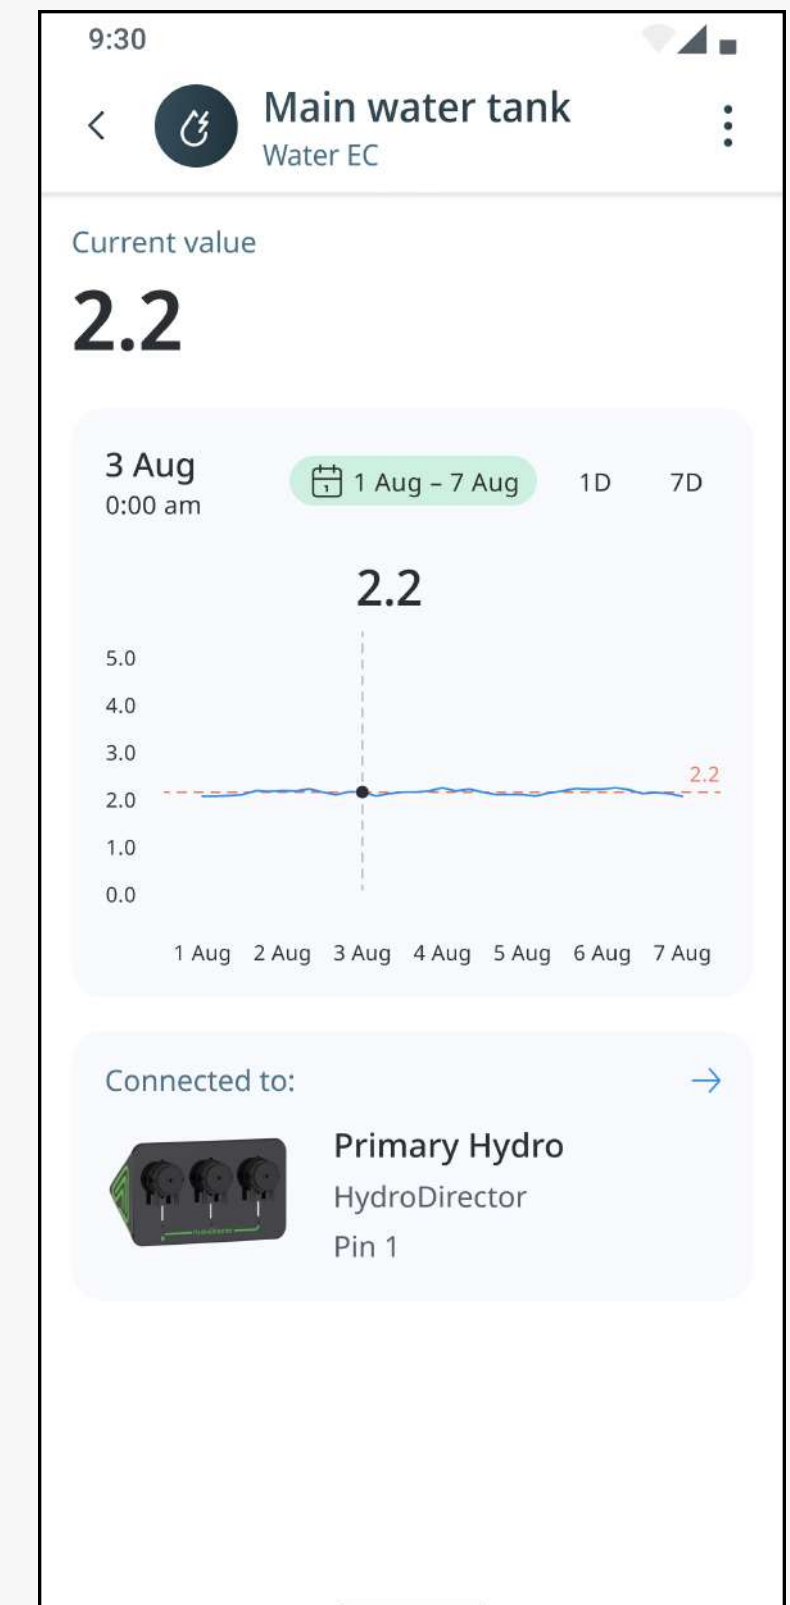 9:30
Main water tank
Water EC
Current value
2.2
3 Aug
0:00 am
1 Aug – 7 Aug
1D
7D
2.2
5.0
4.0
3.0
2.2
2.0
1.0
0.0
1 Aug 2 Aug 3 Aug 4 Aug 5 Aug 6 Aug 7 Aug
Connected to:
Primary Hydro
HydroDirector
Pin 1